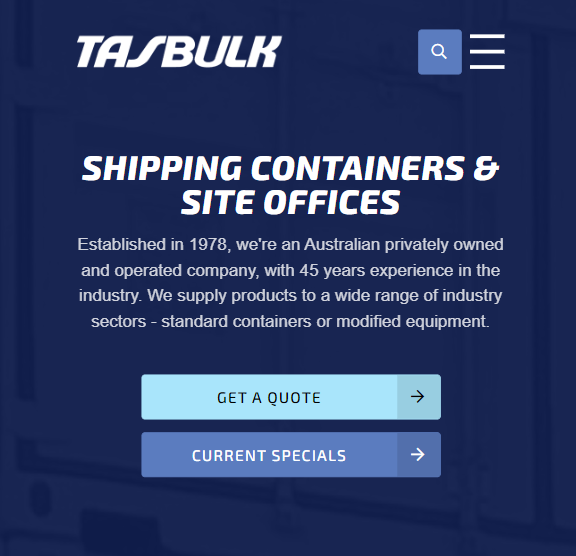 TASBULK
SHIPPING CONTAINERS &
SITE OFFICES
Established in 1978, we're an Australian privately owned
and operated company, with 45 years experience in the
industry. We supply products to a wide range of industry
sectors - standard containers or modified equipment.
GET A QUOTE
CURRENT SPECIALS